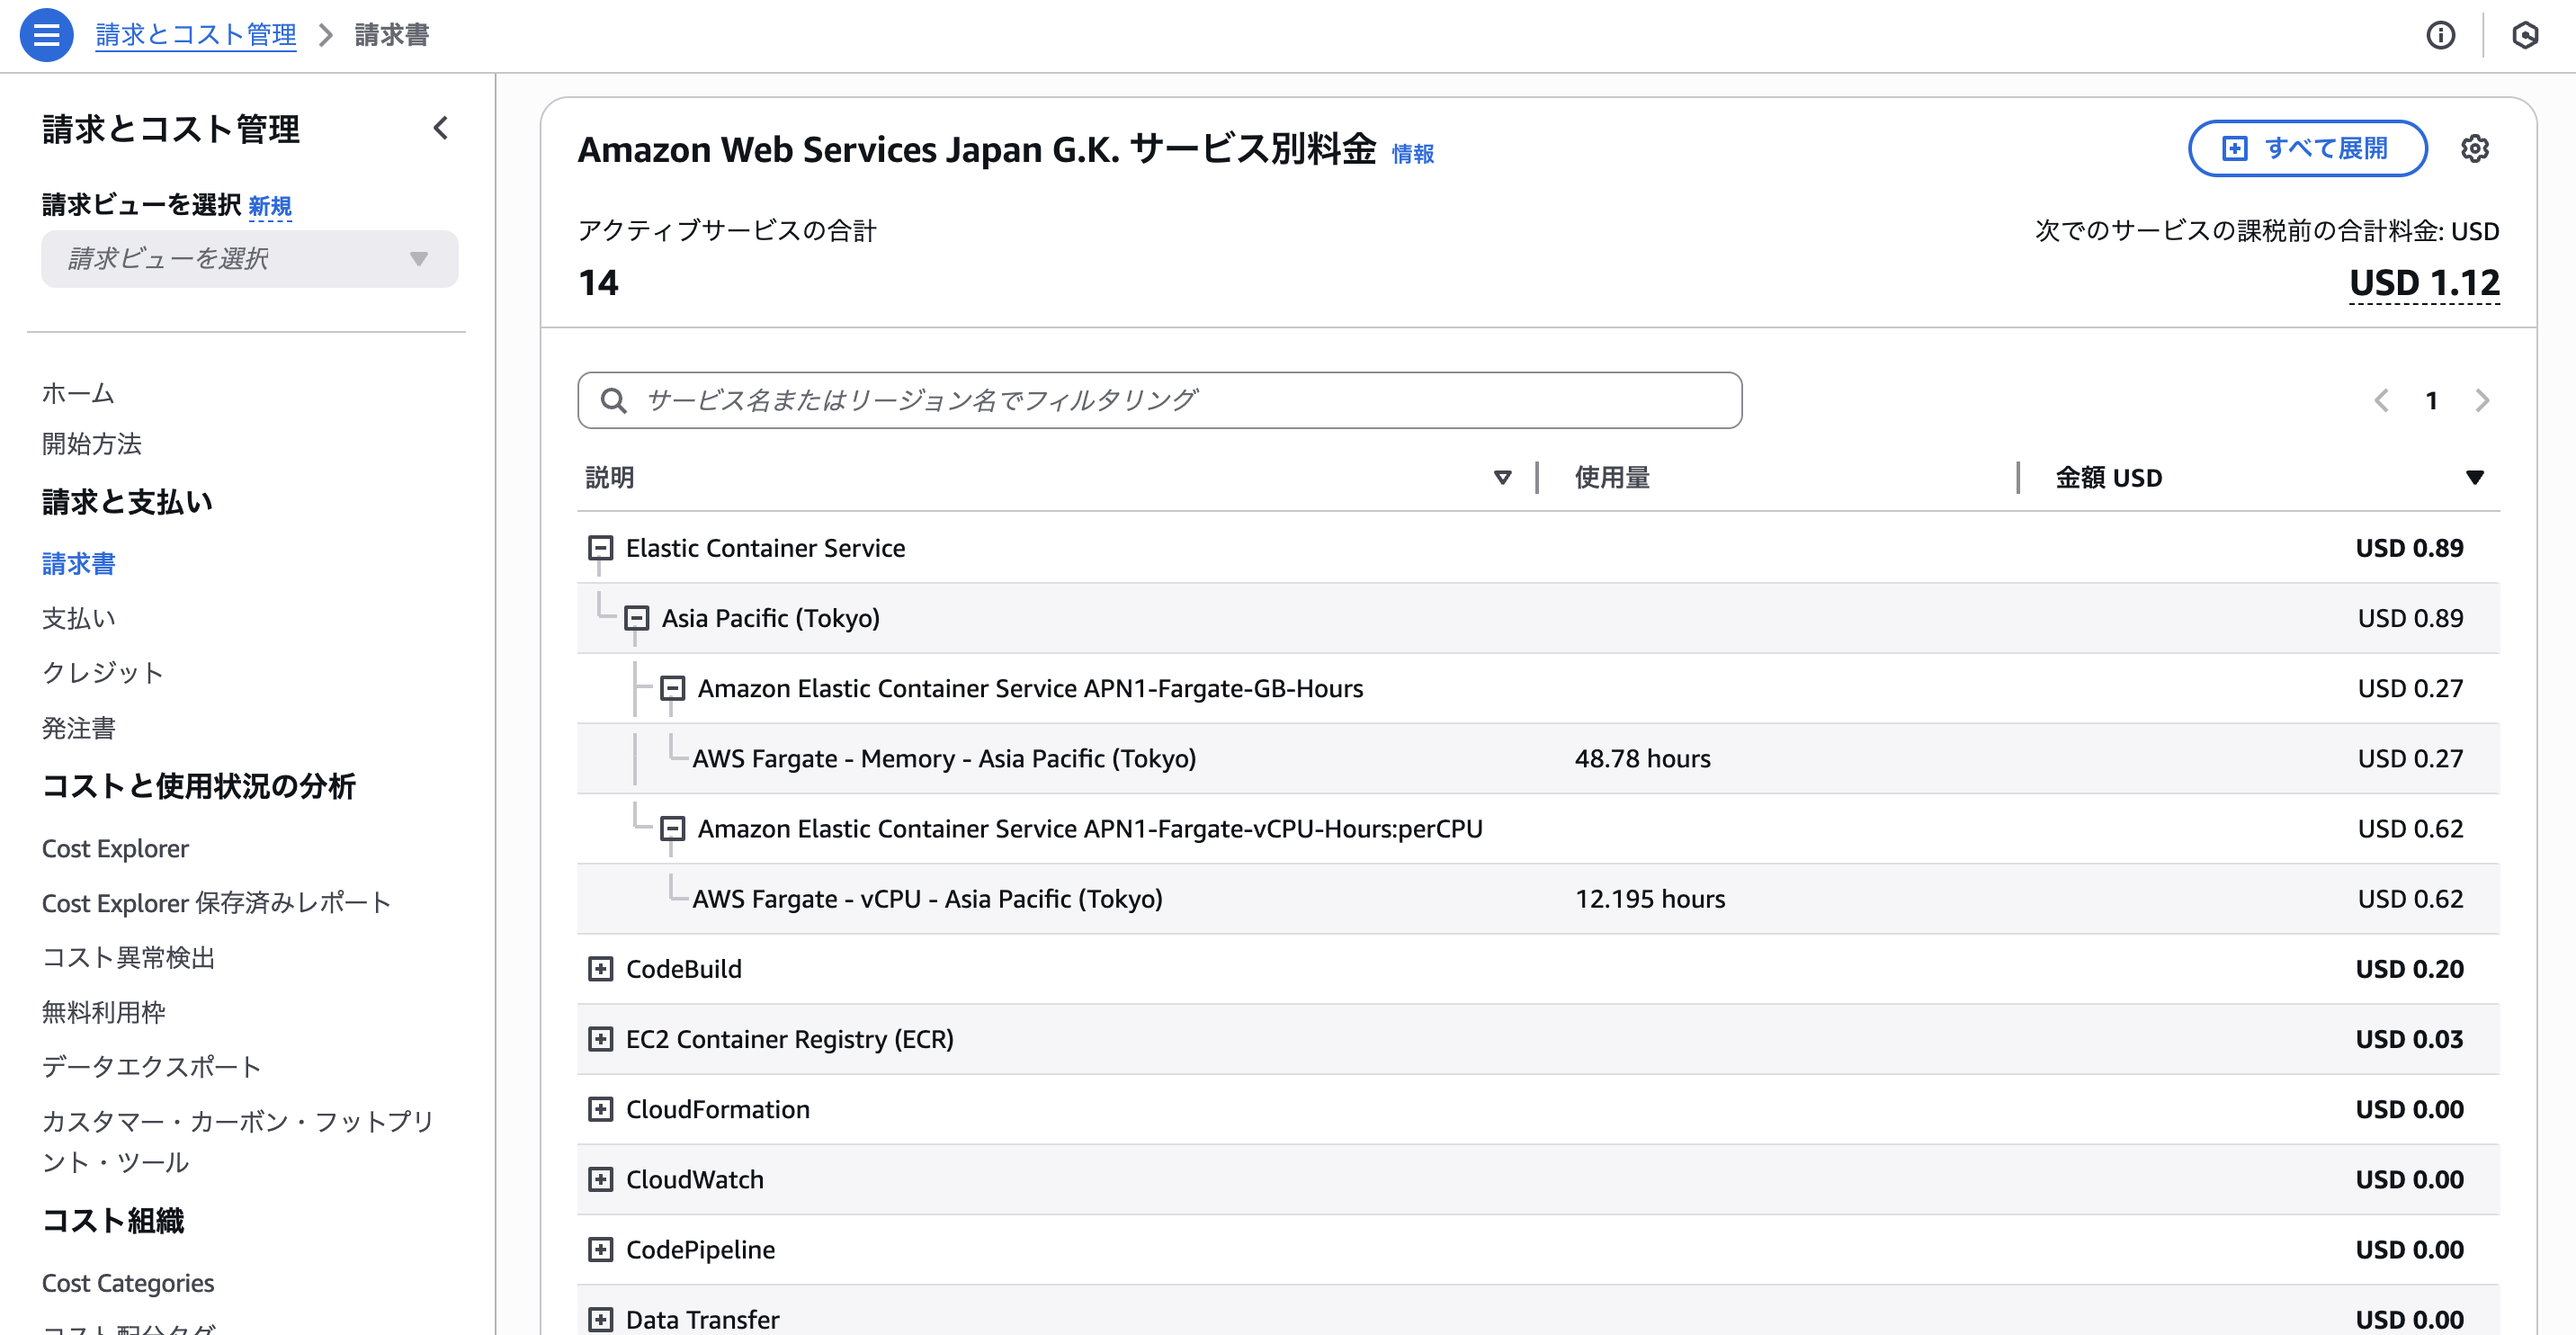 請求とコスト管理
請求書
請求とコスト管理
請求ビューを選択 新規
請求ビューを選択
ホーム
開始方法
請求と支払い
請求書
支払い
クレジット
発注書
コストと使用状況の分析
Cost Explorer
Cost Explorer 保存済みレポート
コスト異常検出
無料利用枠
データエクスポート
カスタマー・カーボン・フットプリ
ント・ツール
コスト組織
Cost Categories
コスト配分タグ
Amazon Web Services Japan G.K. サービス別料金 情報
すべて展開
アクティブサービスの合計
14
次でのサービスの課税前の合計料金: USD
USD 1.12
サービス名またはリージョン名でフィルタリング
1
説明 使用量 金額 USD
Elastic Container Service USD 0.89
Asia Pacific (Tokyo) USD 0.89
Amazon Elastic Container Service APN1-Fargate-GB-Hours USD 0.27
AWS Fargate - Memory - Asia Pacific (Tokyo) 48.78 hours USD 0.27
Amazon Elastic Container Service APN1-Fargate-vCPU-Hours:perCPU USD 0.62
AWS Fargate - vCPU - Asia Pacific (Tokyo) 12.195 hours USD 0.62
CodeBuild USD 0.20
EC2 Container Registry (ECR) USD 0.03
CloudFormation USD 0.00
CloudWatch USD 0.00
CodePipeline USD 0.00
Data Transfer USD 0.00